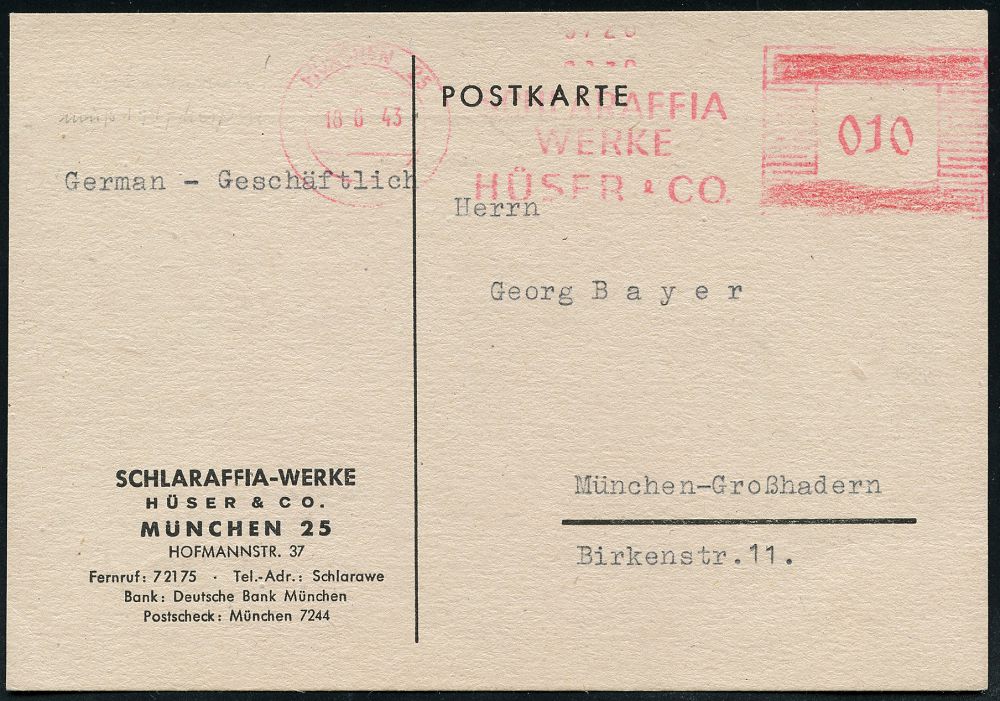 MÜNCHEN 25
18 6 43
POSTKARTE
SCHLARAFFIA
WERKE
HÜSER & CO.
010
German - Geschäftlich
Herrn
Georg B a y e r
München-Großhadern
Birkenstr.11.
SCHLARAFFIA-WERKE
HÜSER & CO.
MÜNCHEN 25
HOFMANNSTR. 37
Fernruf: 72175 · Tel.-Adr.: Schlarawe
Bank: Deutsche Bank München
Postscheck: München 7244